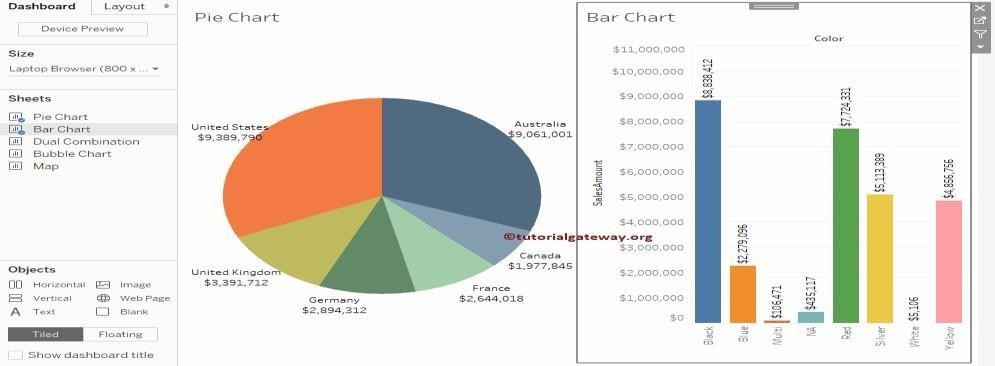 Dashboard Layout
Device Preview
Size
Laptop Browser (800 x ...
Sheets
Pie Chart
Bar Chart
Dual Combination
Bubble Chart
Map
Objects
Horizontal Image
Vertical Web Page
A Text Blank
Tiled Floating
Show dashboard title
Pie Chart
United States
$9,389,790
Australia
$9,061,001
©tutorialgateway.org
Canada
$1,977,845
United Kingdom
$3,391,712
France
$2,644,018
Germany
$2,894,312
Bar Chart
Color
SalesAmount
$11,000,000
$10,000,000
$9,000,000
$8,000,000
$7,000,000
$6,000,000
$5,000,000
$4,000,000
$3,000,000
$2,000,000
$1,000,000
$0
$8,838,412
$2,279,096
$106,471
$435,117
$7,724,331
$5,113,389
$5,106
$4,856,756
Black
Blue
Multi
NA
Red
Silver
White
Yellow